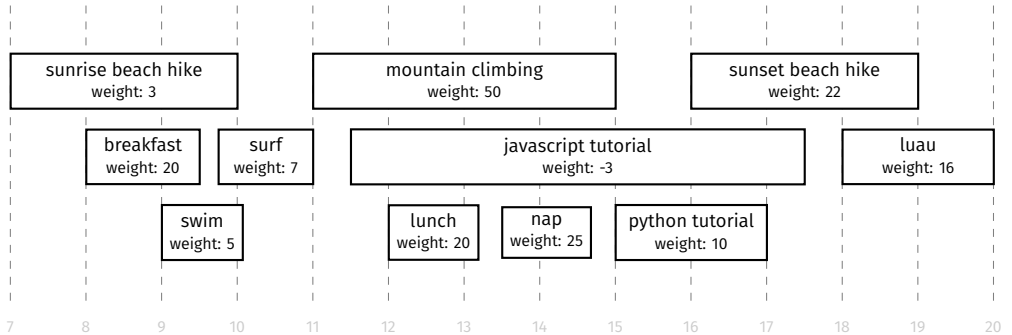 sunrise beach hike
weight: 3
mountain climbing
weight: 50
sunset beach hike
weight: 22
breakfast
weight: 20
surf
weight: 7
javascript tutorial
weight: -3
luau
weight: 16
swim
weight: 5
lunch
weight: 20
nap
weight: 25
python tutorial
weight: 10
7 8 9 10 11 12 13 14 15 16 17 18 19 20